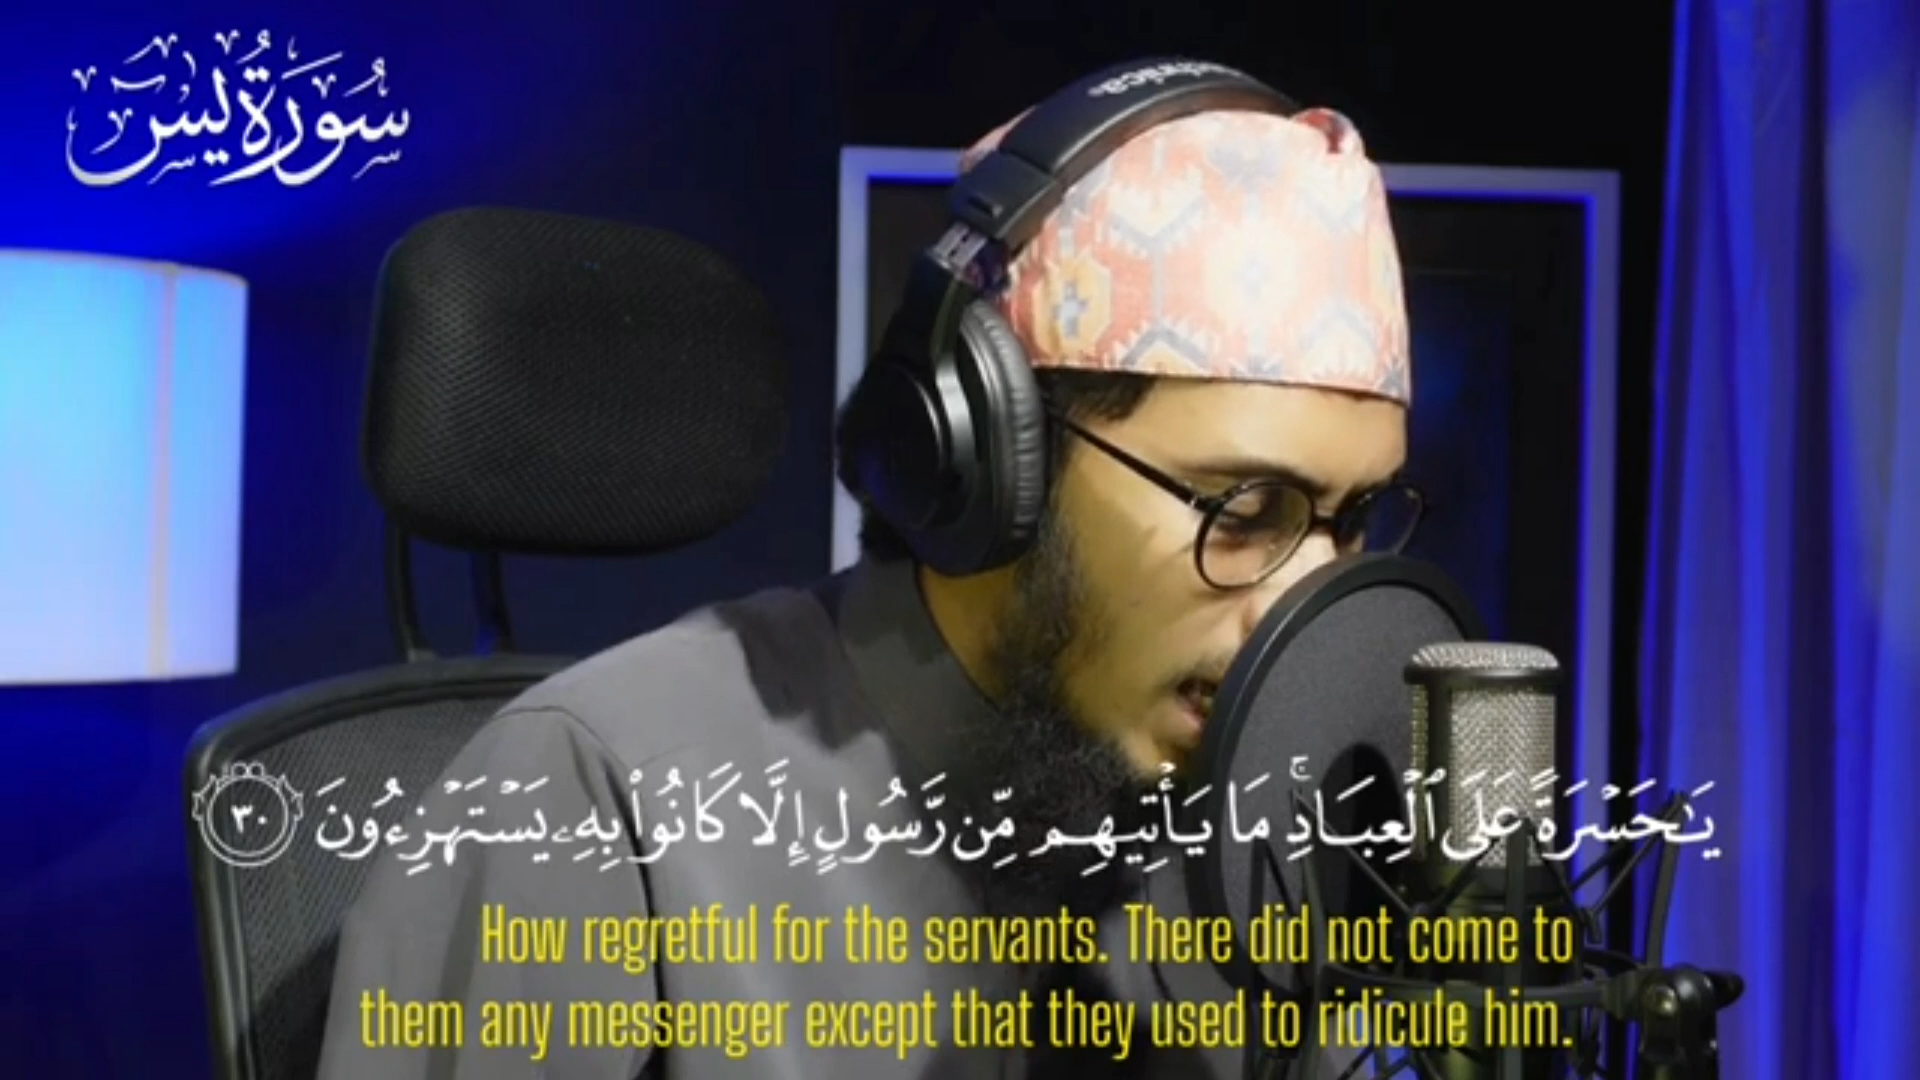 سُورَةُ يسٓ
يَـٰحَسْرَةً عَلَى ٱلْعِبَادِ ۚ مَا يَأْتِيهِم مِّن رَّسُولٍ إِلَّا كَانُوا۟ بِهِۦ يَسْتَهْزِءُونَ ٣٠
How regretful for the servants. There did not come to
them any messenger except that they used to ridicule him.